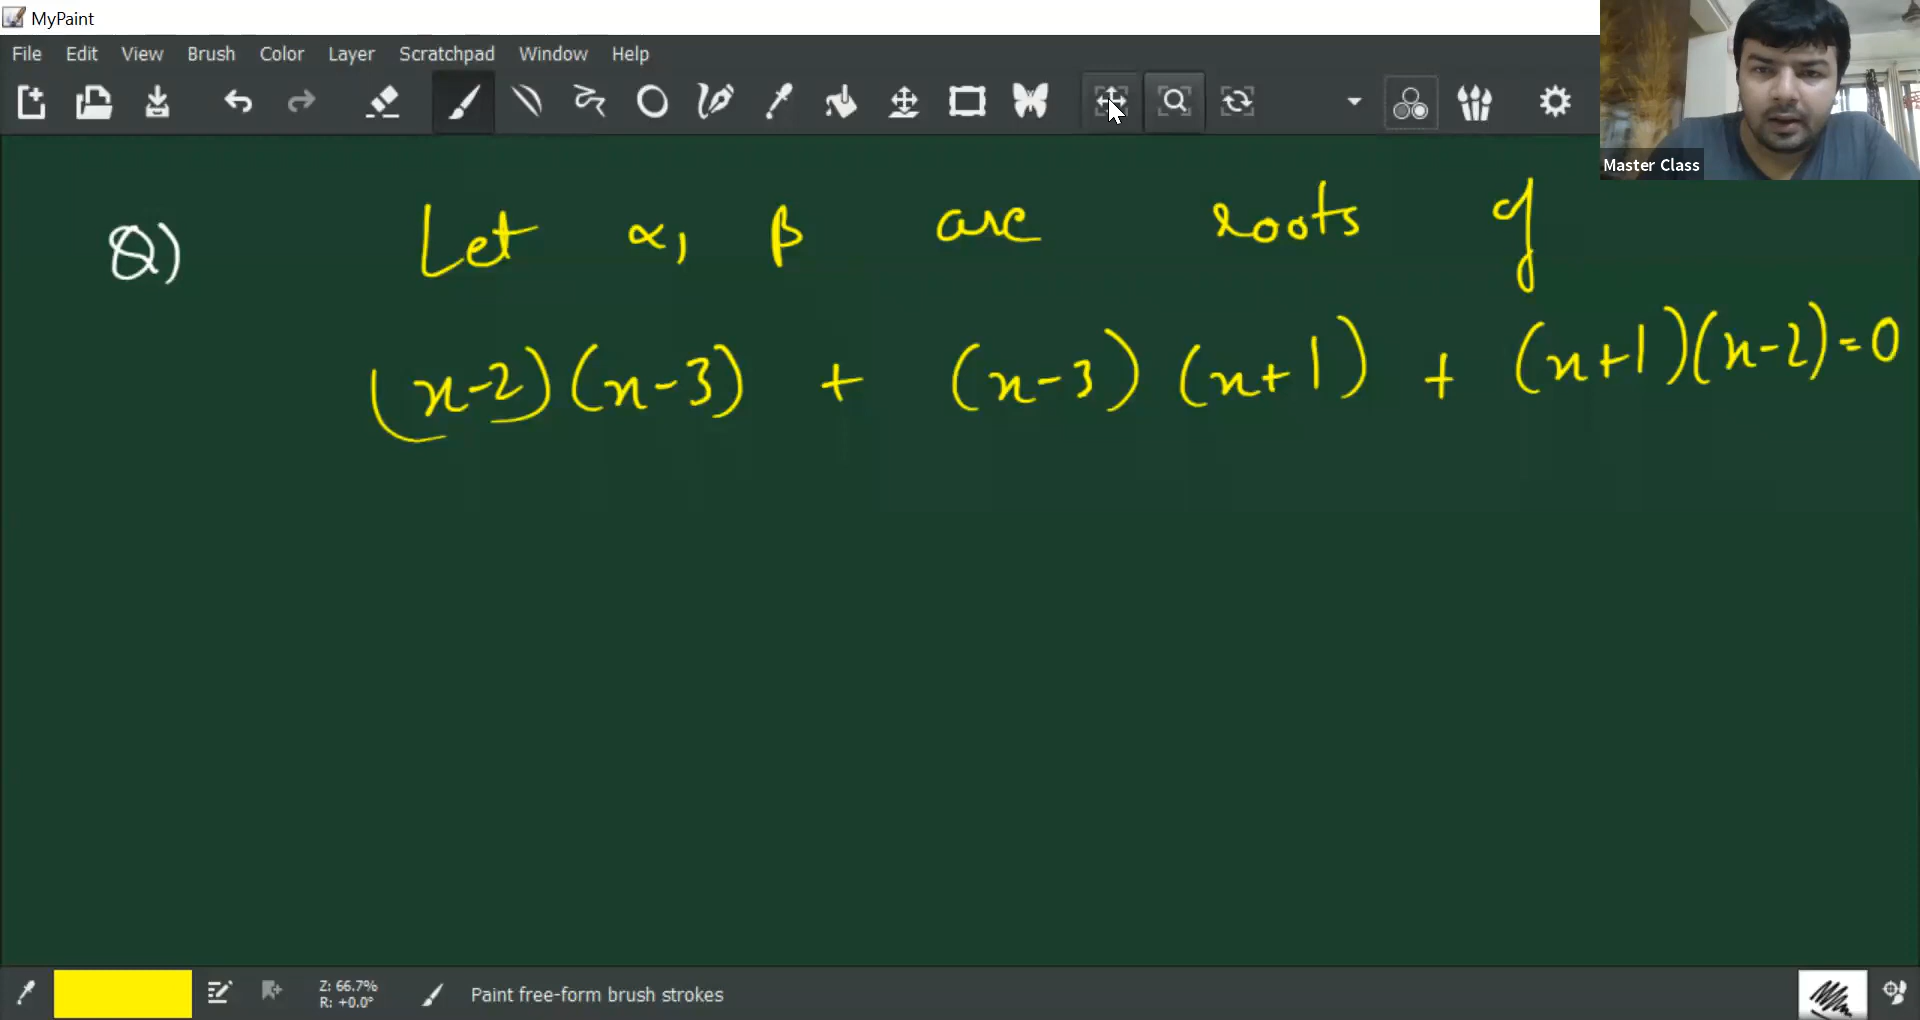 MyPaint
File Edit View Brush Color Layer Scratchpad Window Help
Master Class
Q) Let α, β are roots of
(x-2)(x-3) + (x-3)(x+1) + (x+1)(x-2)=0
Z: 66.7%
R: +0.0°
Paint free-form brush strokes